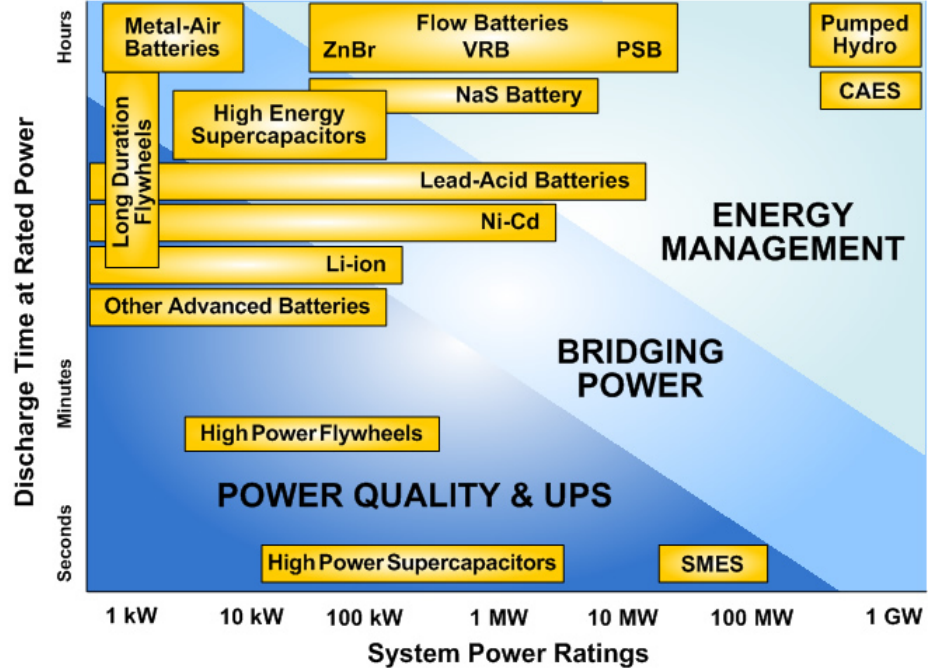 Metal-Air
Batteries
Flow Batteries
ZnBr VRB PSB
Pumped
Hydro
NaS Battery
CAES
High Energy
Supercapacitors
Long Duration
Flywheels
Lead-Acid Batteries
Ni-Cd
Li-ion
Other Advanced Batteries
ENERGY
MANAGEMENT
BRIDGING
POWER
High Power Flywheels
POWER QUALITY & UPS
High Power Supercapacitors
SMES
Discharge Time at Rated Power
Hours
Minutes
Seconds
1 kW 10 kW 100 kW 1 MW 10 MW 100 MW 1 GW
System Power Ratings